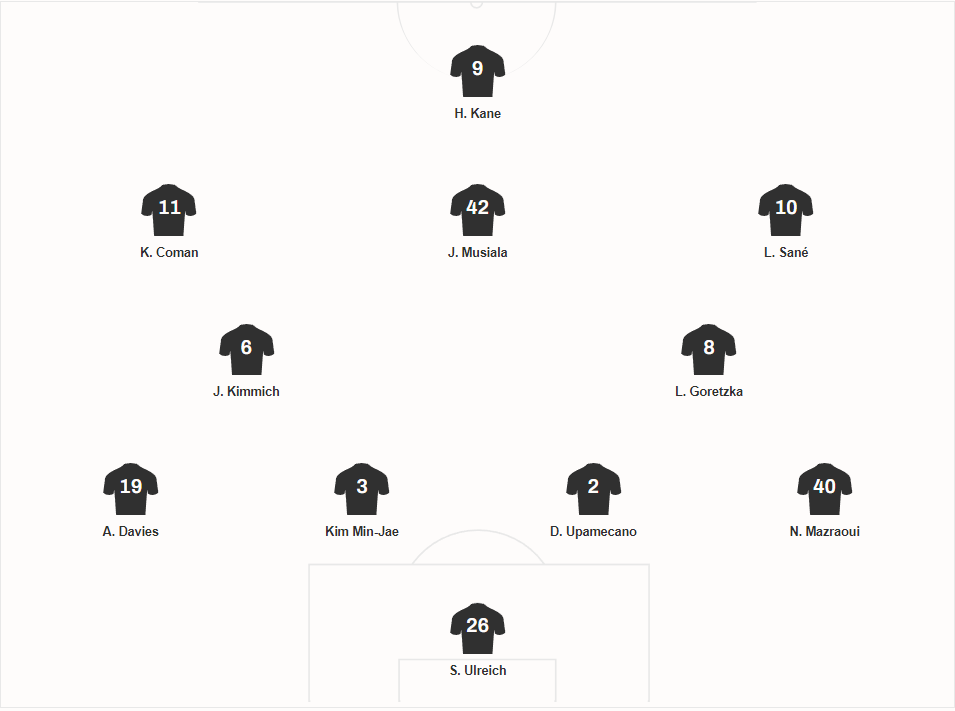 9
H. Kane
11
42
10
K. Coman
J. Musiala
L. Sané
6
8
J. Kimmich
L. Goretzka
19
3
2
40
A. Davies
Kim Min-Jae
D. Upamecano
N. Mazraoui
26
S. Ulreich